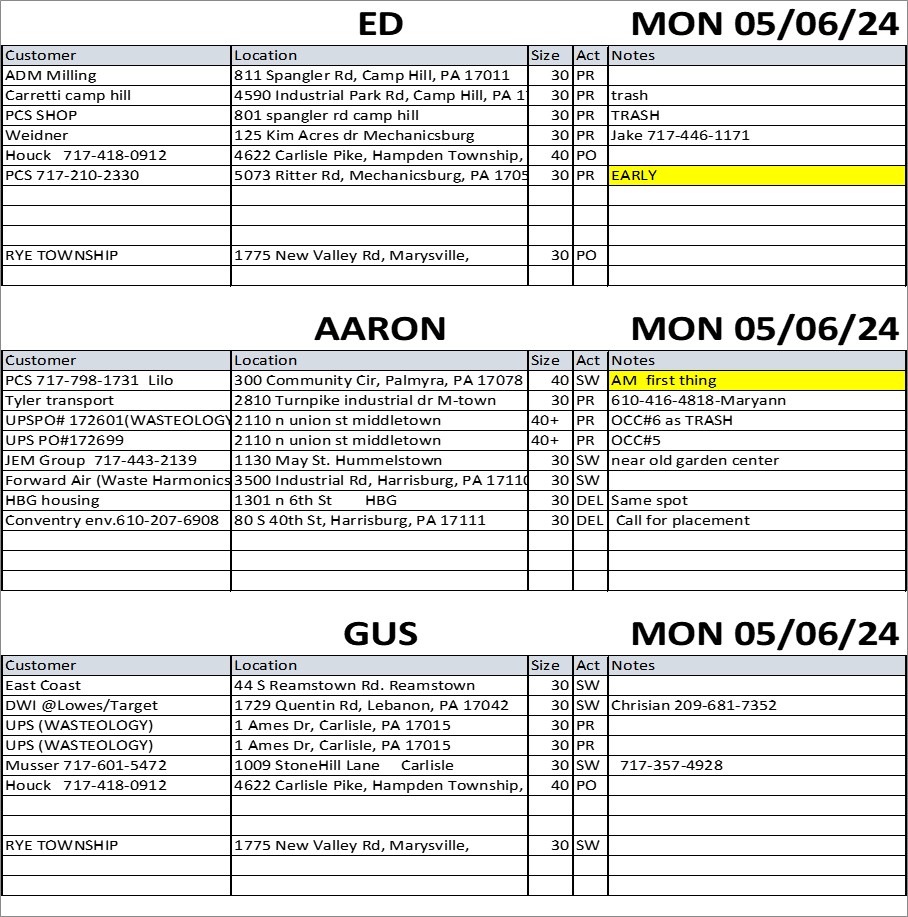 ED MON 05/06/24
Customer Location Size Act Notes
ADM Milling 811 Spangler Rd, Camp Hill, PA 17011 30 PR
Carretti camp hill 4590 Industrial Park Rd, Camp Hill, PA 1 30 PR trash
PCS SHOP 801 spangler rd camp hill 30 PR TRASH
Weidner 125 Kim Acres dr Mechanicsburg 30 PR Jake 717-446-1171
Houck 717-418-0912 4622 Carlisle Pike, Hampden Township, 40 PO
PCS 717-210-2330 5073 Ritter Rd, Mechanicsburg, PA 1705 30 PR EARLY
RYE TOWNSHIP 1775 New Valley Rd, Marysville, 30 PO
AARON MON 05/06/24
Customer Location Size Act Notes
PCS 717-798-1731 Lilo 300 Community Cir, Palmyra, PA 17078 40 SW AM first thing
Tyler transport 2810 Turnpike industrial dr M-town 30 PR 610-416-4818-Maryann
UPSPO# 172601(WASTEOLOGY 2110 n union st middletown 40+ PR OCC#6 as TRASH
UPS PO#172699 2110 n union st middletown 40+ PR OCC#5
JEM Group 717-443-2139 1130 May St. Hummelstown 30 SW near old garden center
Forward Air (Waste Harmonics 3500 Industrial Rd, Harrisburg, PA 17110 30 SW
HBG housing 1301 n 6th St HBG 30 DEL Same spot
Conventry env.610-207-6908 80 S 40th St, Harrisburg, PA 17111 30 DEL Call for placement
GUS MON 05/06/24
Customer Location Size Act Notes
East Coast 44 S Reamstown Rd. Reamstown 30 SW
DWI @Lowes/Target 1729 Quentin Rd, Lebanon, PA 17042 30 SW Chrisian 209-681-7352
UPS (WASTEOLOGY) 1 Ames Dr, Carlisle, PA 17015 30 PR
UPS (WASTEOLOGY) 1 Ames Dr, Carlisle, PA 17015 30 PR
Musser 717-601-5472 1009 StoneHill Lane Carlisle 30 SW 717-357-4928
Houck 717-418-0912 4622 Carlisle Pike, Hampden Township, 40 PO
RYE TOWNSHIP 1775 New Valley Rd, Marysville, 30 SW